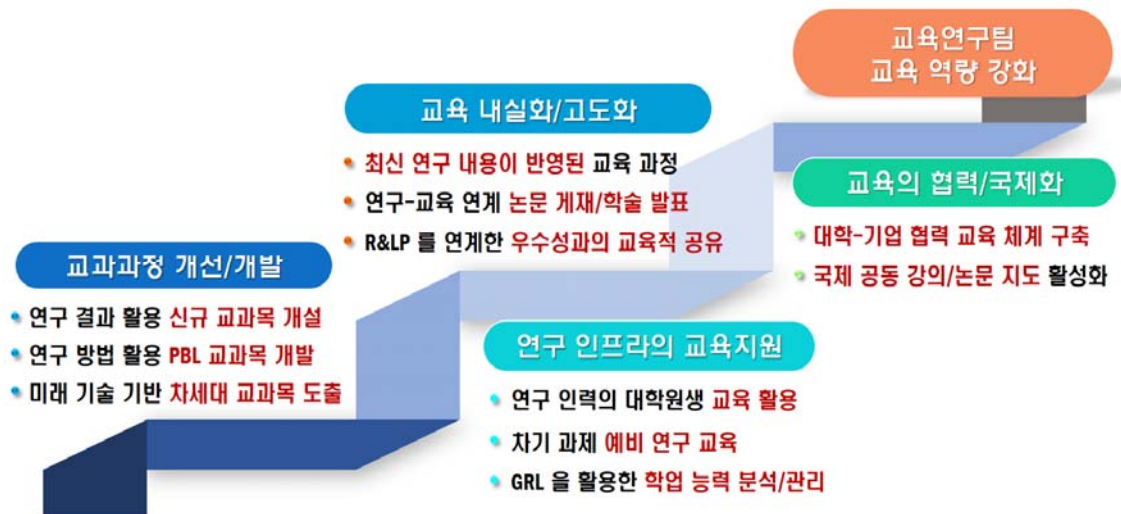 교육연구팀
교육 역량 강화
교육 내실화/고도화
최신 연구 내용이 반영된 교육 과정
연구-교육 연계 논문 게재/학술 발표
R&LP 를 연계한 우수성과의 교육적 공유
교육의 협력/국제화
대학-기업 협력 교육 체계 구축
국제 공동 강의/논문 지도 활성화
교과과정 개선/개발
연구 결과 활용 신규 교과목 개설
연구 방법 활용 PBL 교과목 개발
미래 기술 기반 차세대 교과목 도출
연구 인프라의 교육지원
연구 인력의 대학원생 교육 활용
차기 과제 예비 연구 교육
GRL 을 활용한 학업 능력 분석/관리